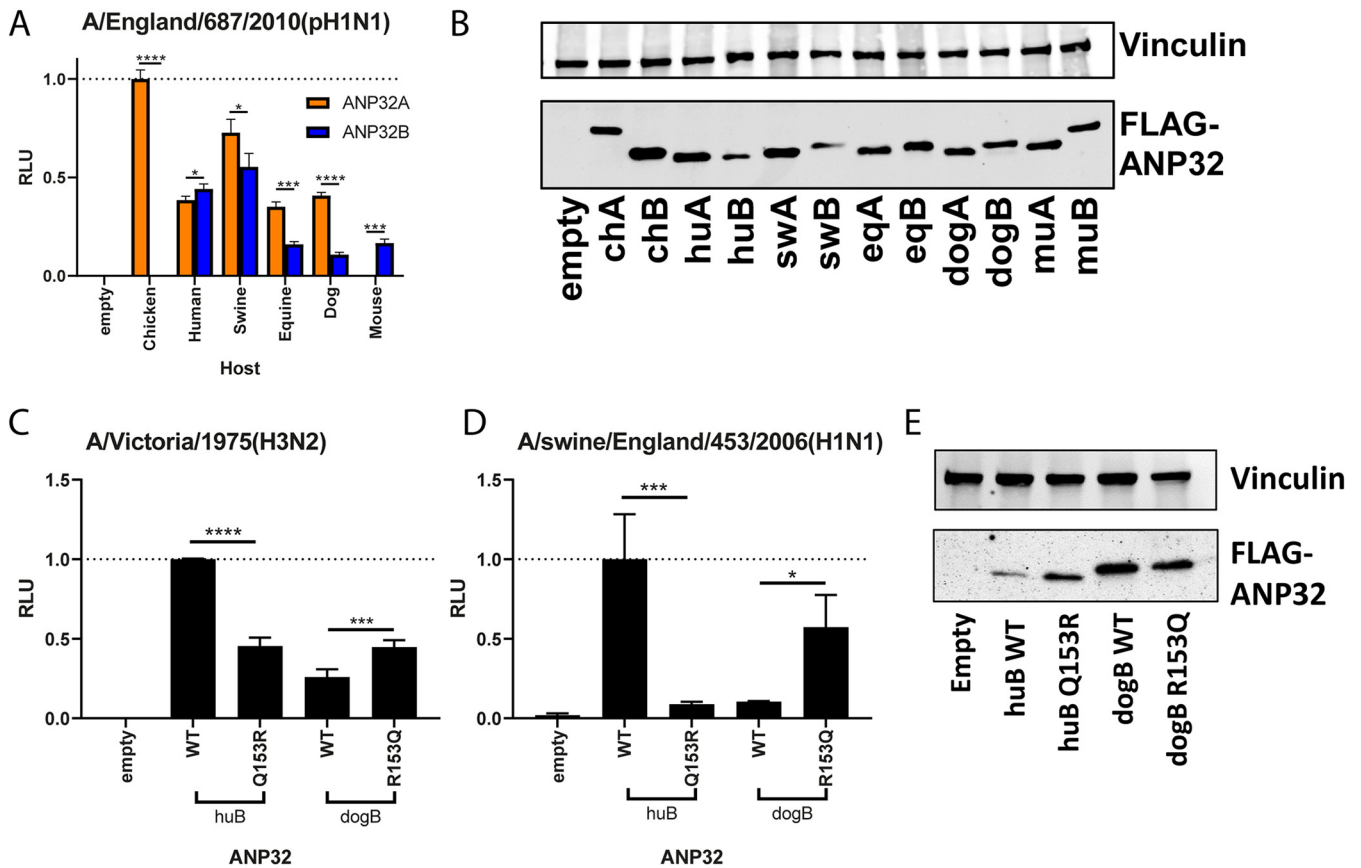 A
A/England/687/2010(pH1N1)
RLU
1.0
0.5
0.0
****
*
*
***
****
***
ANP32A
ANP32B
empty
Chicken
Human
Swine
Equine
Dog
Mouse
Host
B
Vinculin
FLAG-
ANP32
empty
chA
chB
huA
huB
swA
swB
eqA
eqB
dogA
dogB
muA
muB
C
A/Victoria/1975(H3N2)
RLU
1.5
1.0
0.5
0.0
****
***
empty
WT
Q153R
WT
R153Q
huB
dogB
ANP32
D
A/swine/England/453/2006(H1N1)
RLU
1.5
1.0
0.5
0.0
***
*
empty
WT
Q153R
WT
R153Q
huB
dogB
ANP32
E
Vinculin
FLAG-
ANP32
Empty
huB WT
huB Q153R
dogB WT
dogB R153Q